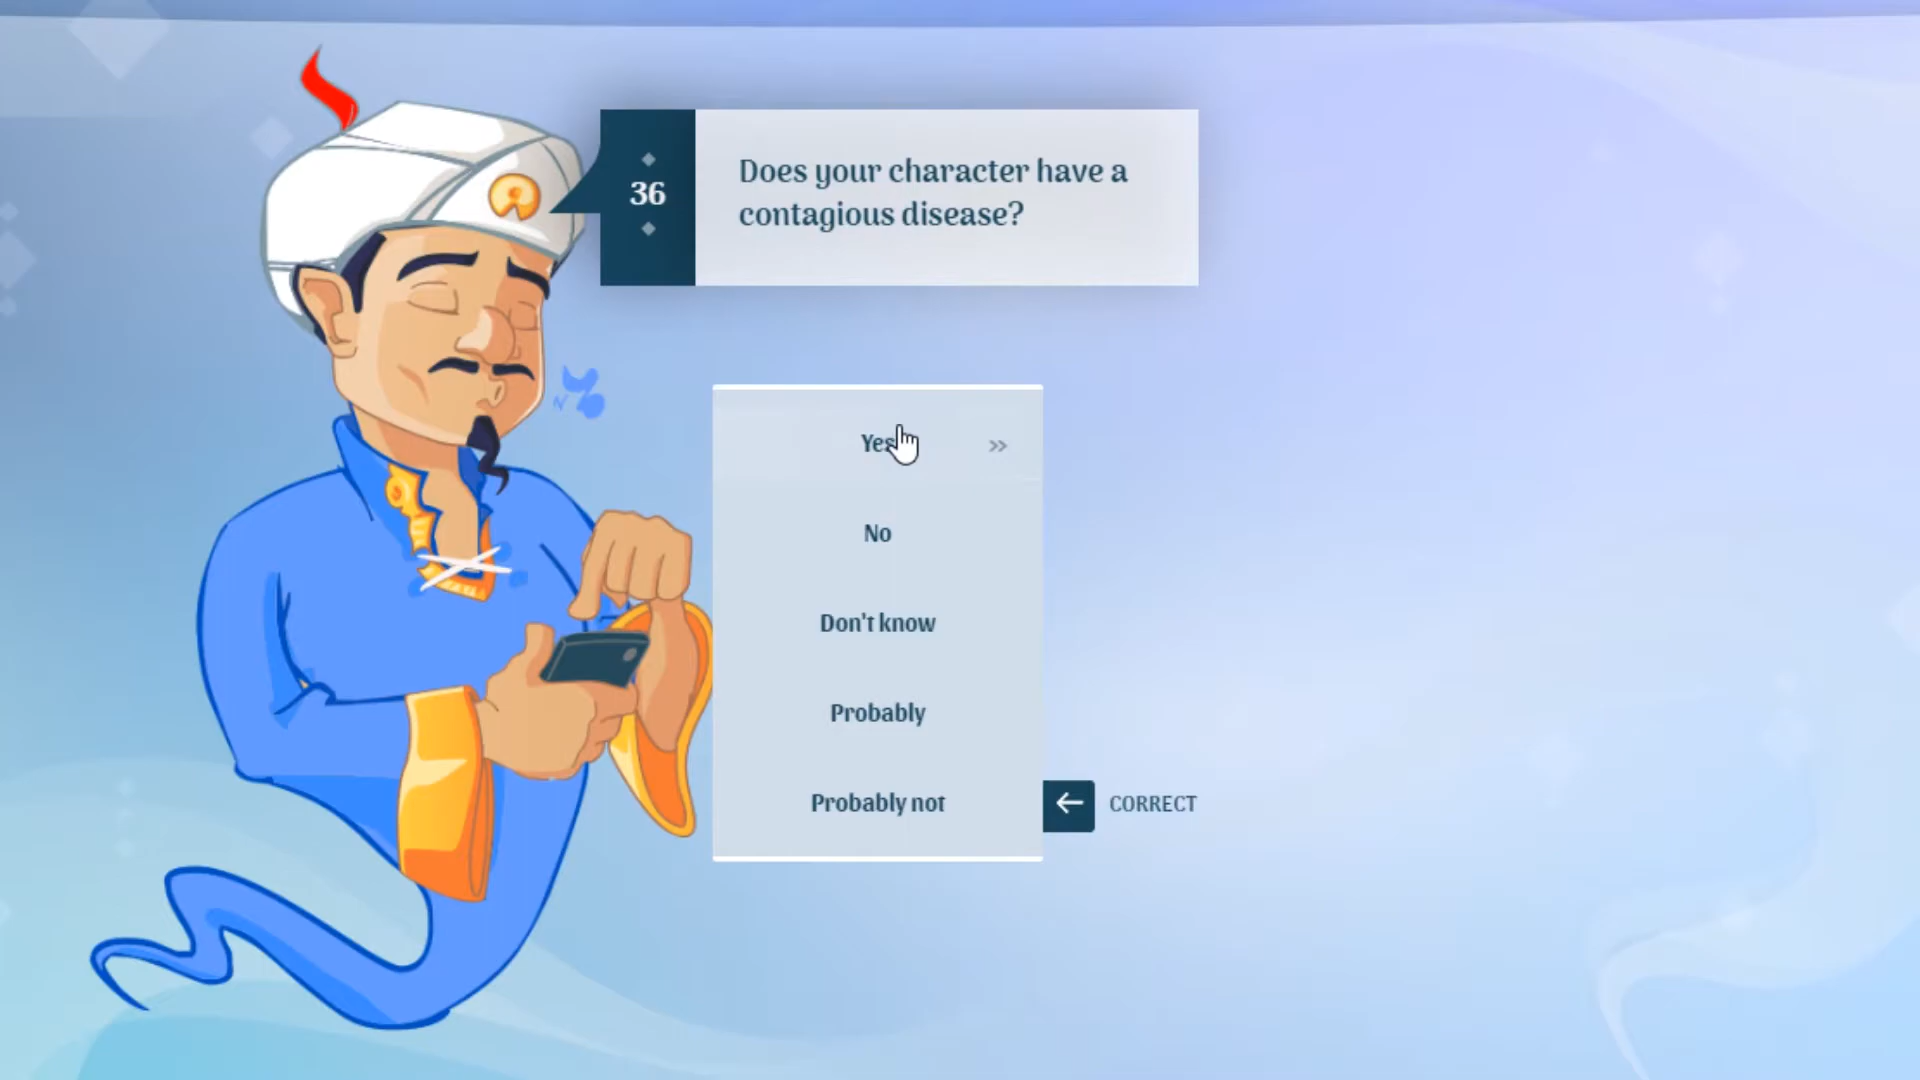 36
Does your character have a
contagious disease?
Yes
No
Don't know
Probably
Probably not
CORRECT